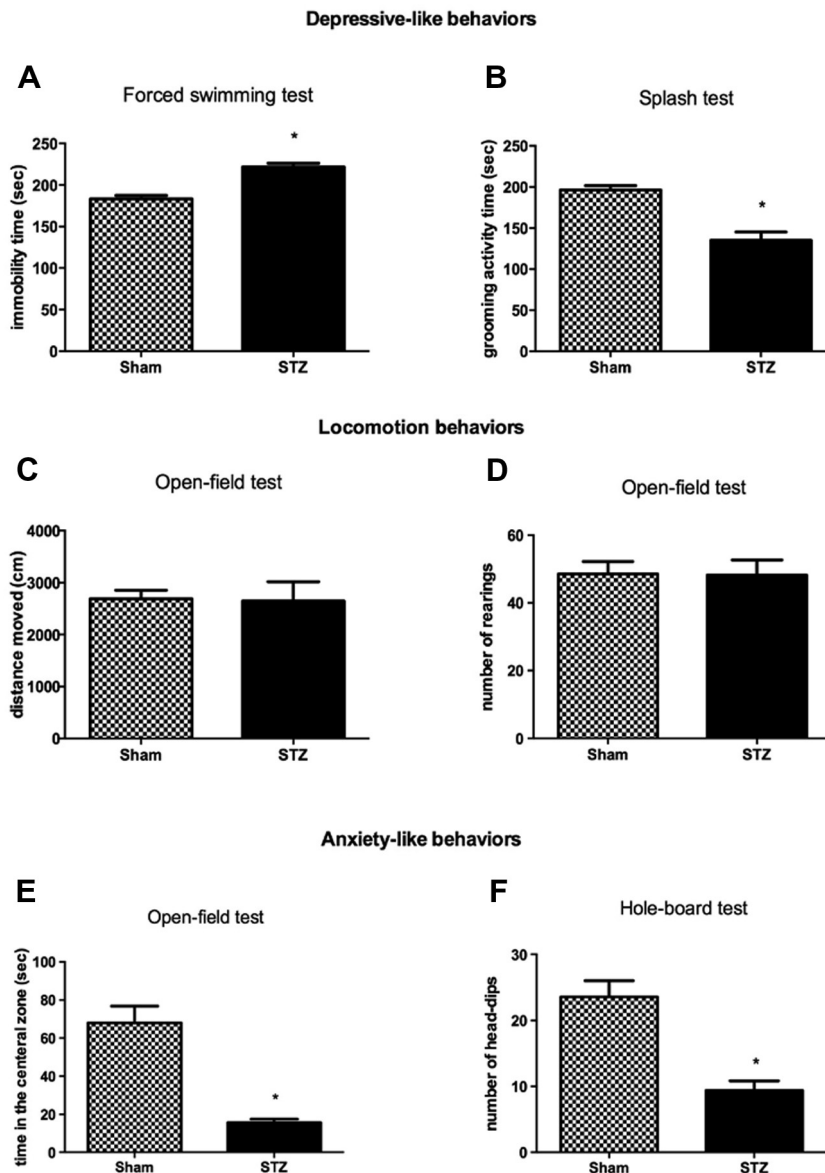 Depressive-like behaviors
A
Forced swimming test
*
immobility time (sec)
250
200
150
100
50
0
Sham
STZ
B
Splash test
*
grooming activity time (sec)
250
200
150
100
50
0
Sham
STZ
Locomotion behaviors
C
Open-field test
distance moved (cm)
4000
3000
2000
1000
0
Sham
STZ
D
Open-field test
number of rearings
60
40
20
0
Sham
STZ
Anxiety-like behaviors
E
Open-field test
time in the centeral zone (sec)
100
80
60
40
20
0
*
Sham
STZ
F
Hole-board test
number of head-dips
30
20
10
0
*
Sham
STZ